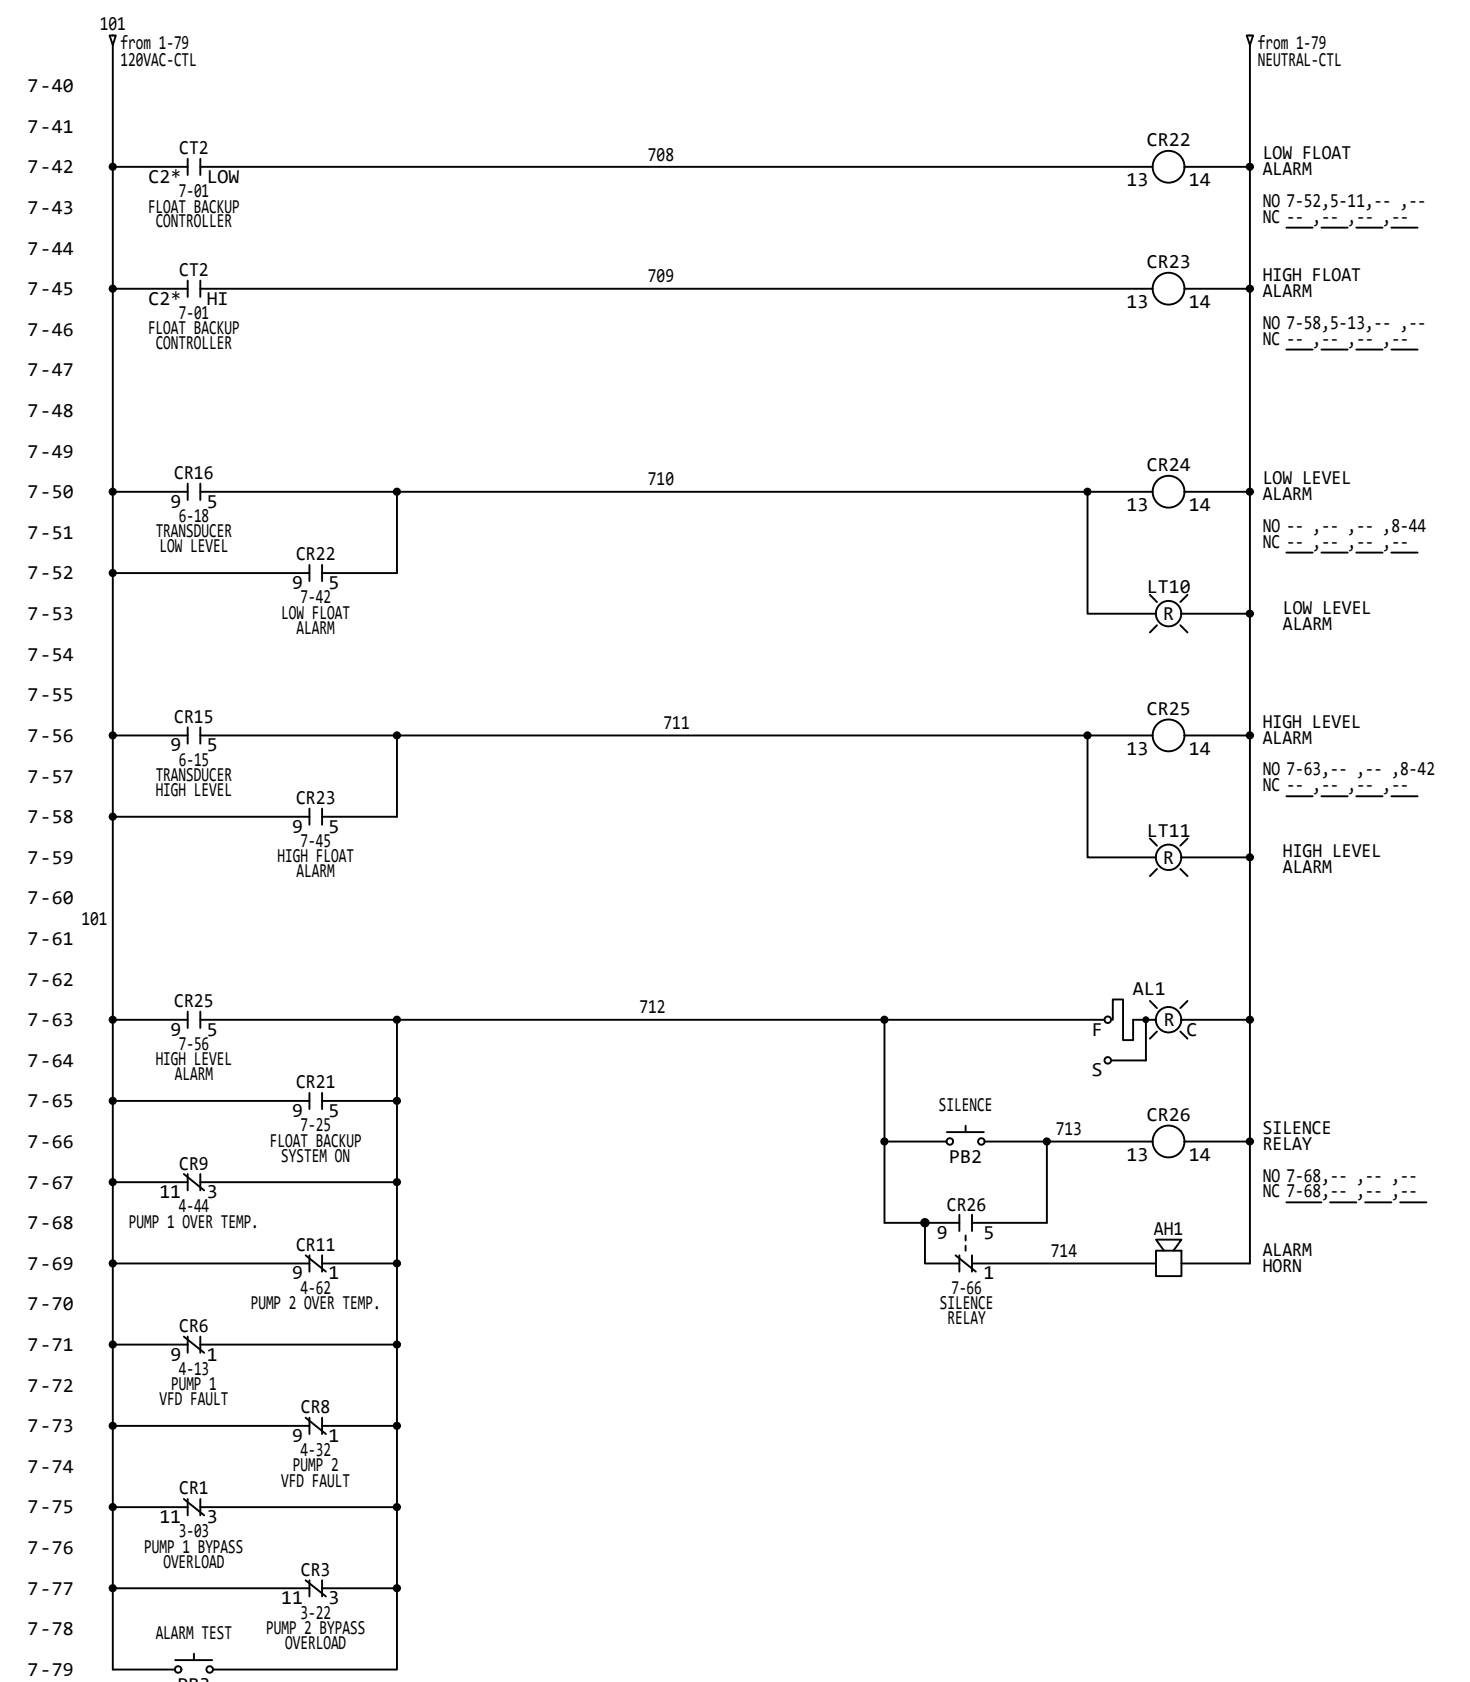 101
from 1-79
120VAC-CTL
from 1-79
NEUTRAL-CTL
7-40
7-41
CT2
708
CR22
LOW FLOAT
ALARM
7-42
C2* LOW
13 14
7-01
FLOAT BACKUP
CONTROLLER
7-43
NO 7-52,5-11,-- ,--
NC -- ,-- ,-- ,--
7-44
CT2
709
CR23
HIGH FLOAT
ALARM
7-45
C2* HI
13 14
7-01
FLOAT BACKUP
CONTROLLER
7-46
NO 7-58,5-13,-- ,--
NC -- ,-- ,-- ,--
7-47
7-48
7-49
CR16
710
CR24
LOW LEVEL
ALARM
7-50
9 5
13 14
6-18
TRANSDUCER
LOW LEVEL
7-51
NO -- ,-- ,-- ,8-44
NC -- ,-- ,-- ,--
CR22
7-52
9 5
7-42
LOW FLOAT
ALARM
LT10
7-53
R
LOW LEVEL
ALARM
7-54
7-55
CR15
711
CR25
HIGH LEVEL
ALARM
7-56
9 5
13 14
6-15
TRANSDUCER
HIGH LEVEL
7-57
NO 7-63,-- ,-- ,8-42
NC -- ,-- ,-- ,--
CR23
7-58
9 5
7-45
HIGH FLOAT
ALARM
LT11
7-59
R
HIGH LEVEL
ALARM
7-60
101
7-61
7-62
CR25
712
AL1
7-63
9 5
F
R
C
7-56
HIGH LEVEL
ALARM
7-64
S
CR21
7-65
9 5
7-25
FLOAT BACKUP
SYSTEM ON
SILENCE
713
CR26
SILENCE
RELAY
7-66
PB2
13 14
CR9
7-67
11 3
4-44
PUMP 1 OVER TEMP.
NO 7-68,-- ,-- ,--
NC 7-68,-- ,-- ,--
7-68
CR26
9 5
AH1
CR11
714
ALARM
HORN
7-69
9 1
1
4-62
PUMP 2 OVER TEMP.
7-66
SILENCE
RELAY
7-70
CR6
7-71
9 1
4-13
PUMP 1
VFD FAULT
7-72
CR8
7-73
9 1
4-32
PUMP 2
VFD FAULT
7-74
CR1
7-75
11 3
3-03
PUMP 1 BYPASS
OVERLOAD
7-76
CR3
7-77
11 3
3-22
PUMP 2 BYPASS
OVERLOAD
7-78
ALARM TEST
7-79